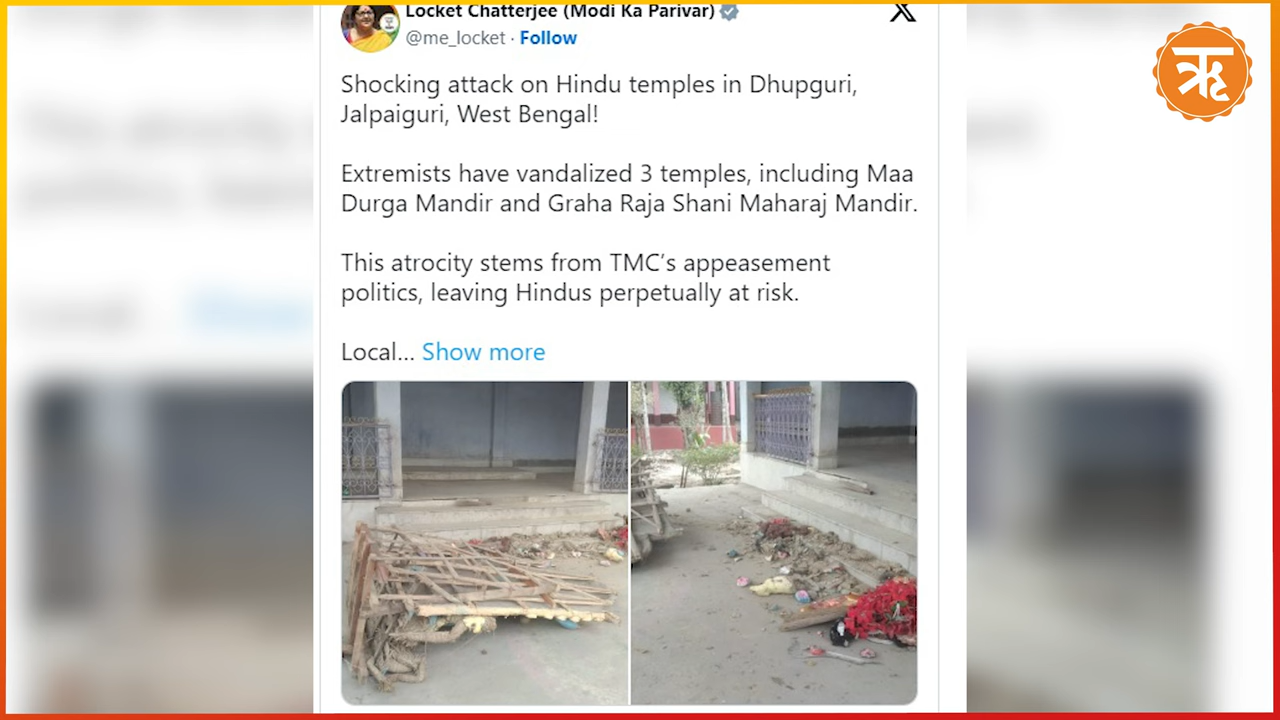 Locket Chatterjee (Modi Ka Parivar)
@me_locket · Follow
Shocking attack on Hindu temples in Dhupguri,
Jalpaiguri, West Bengal!
Extremists have vandalized 3 temples, including Maa
Durga Mandir and Graha Raja Shani Maharaj Mandir.
This atrocity stems from TMC’s appeasement
politics, leaving Hindus perpetually at risk.
Local... Show more
ऋ